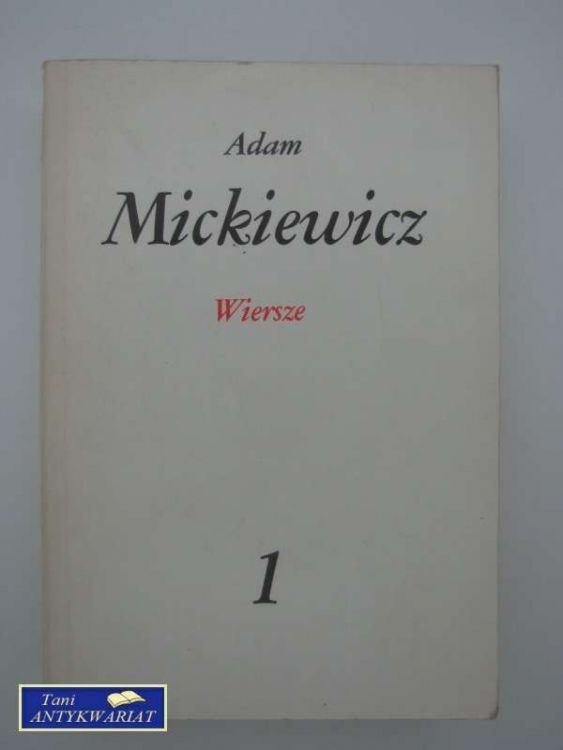 Adam
Mickiewicz
Wiersze
1
Tani
ANTYKWARIAT